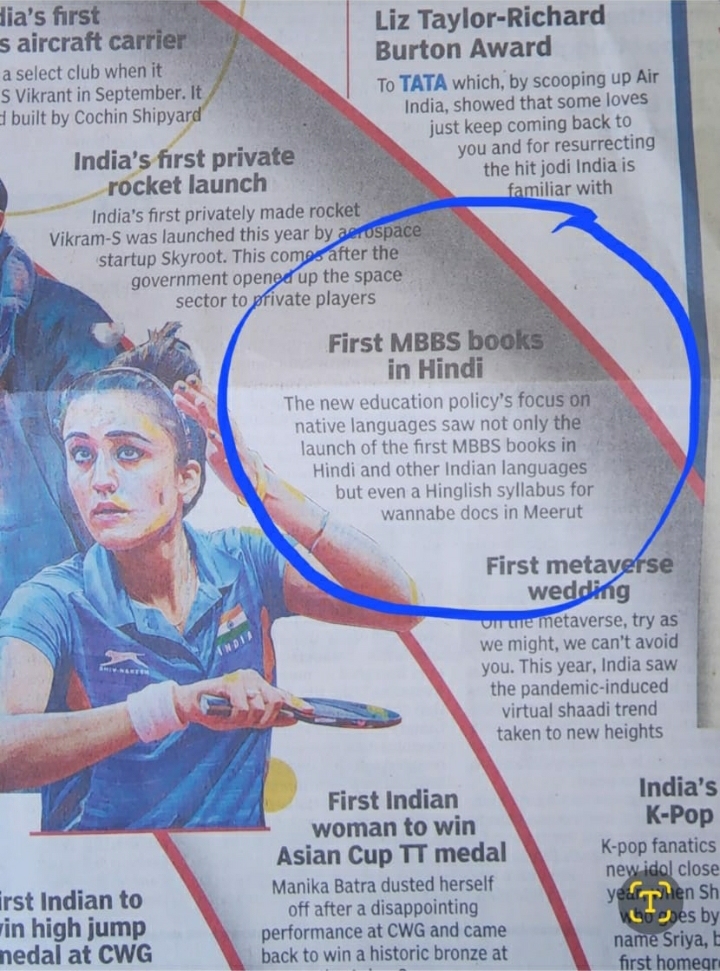 dia's first
s aircraft carrier
a select club when it
S Vikrant in September. It
d built by Cochin Shipyard
Liz Taylor-Richard
Burton Award
To TATA which, by scooping up Air
India, showed that some loves
just keep coming back to
you and for resurrecting
the hit jodi India is
familiar with
India's first private
rocket launch
India's first privately made rocket
Vikram-S was launched this year by aerospace
startup Skyroot. This comes after the
government opened up the space
sector to private players
First MBBS books
in Hindi
The new education policy's focus on
native languages saw not only the
launch of the first MBBS books in
Hindi and other Indian languages
but even a Hinglish syllabus for
wannabe docs in Meerut
First metaverse
wedding
On the metaverse, try as
we might, we can't avoid
you. This year, India saw
the pandemic-induced
virtual shaadi trend
taken to new heights
INDIA
SHIV-NARESH
First Indian
woman to win
Asian Cup TT medal
Manika Batra dusted herself
off after a disappointing
performance at CWG and came
back to win a historic bronze at
irst Indian to
vin high jump
nedal at CWG
India's
K-Pop
K-pop fanatics
new idol close
year when Sh
who goes by
name Sriya, b
first homegr
T